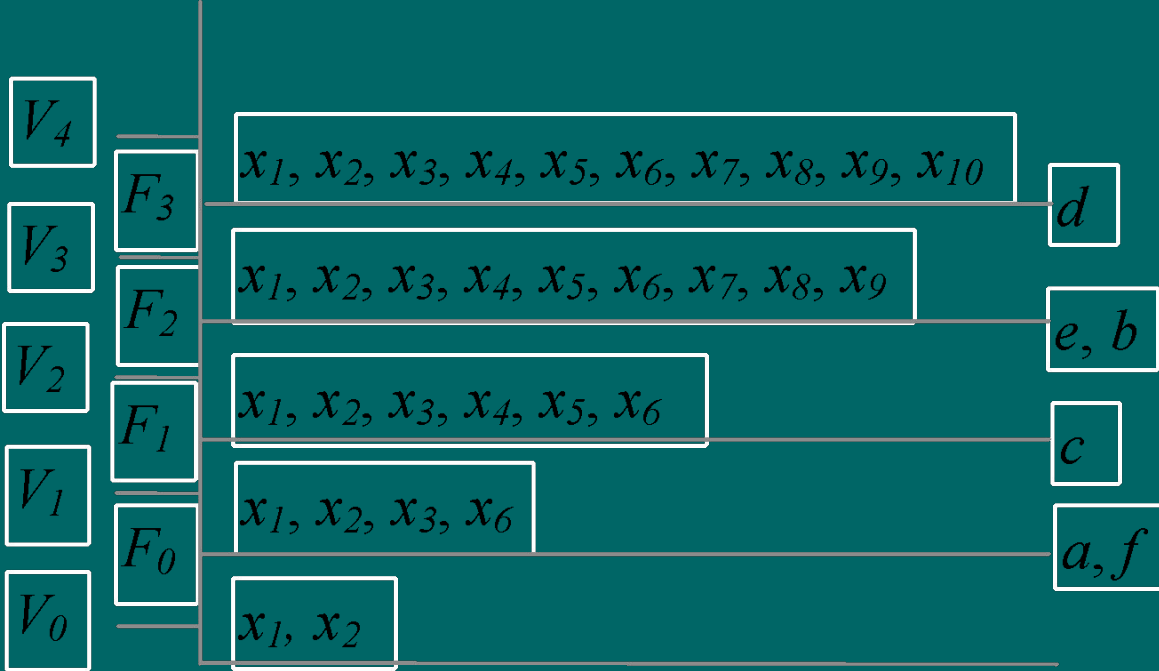 V4
x1, x2, x3, x4, x5, x6, x7, x8, x9, x10
F3
d
V3
x1, x2, x3, x4, x5, x6, x7, x8, x9
F2
e, b
V2
x1, x2, x3, x4, x5, x6
F1
c
V1
x1, x2, x3, x6
F0
a, f
V0
x1, x2